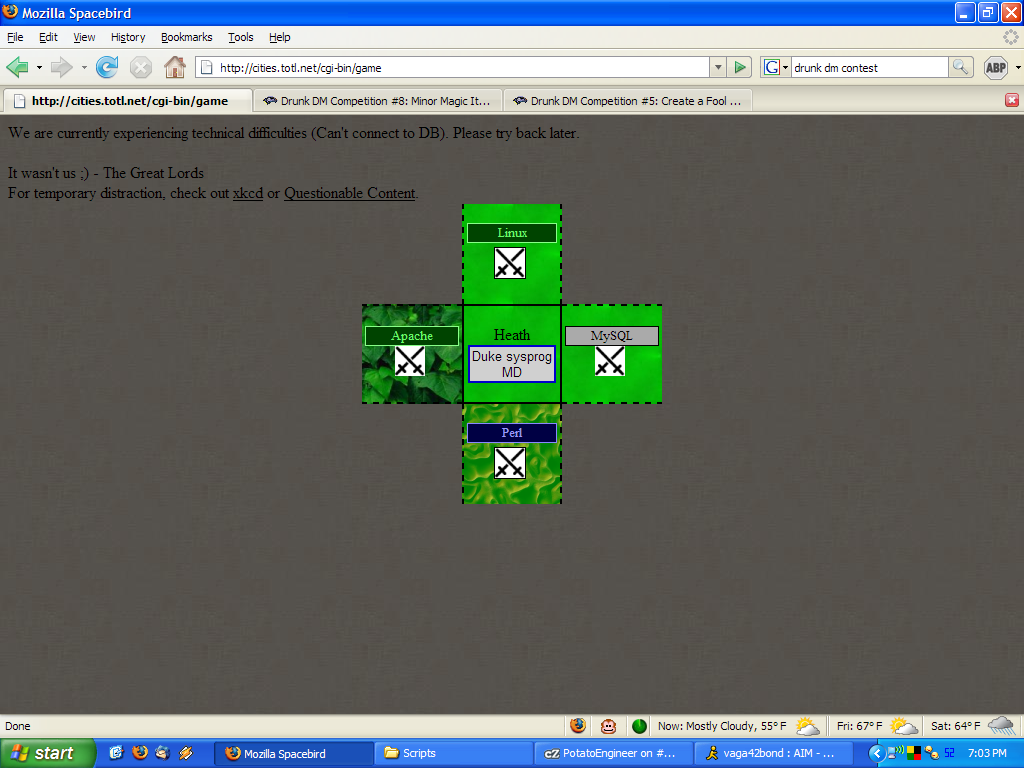 Mozilla Spacebird
File Edit View History Bookmarks Tools Help
http://cities.totl.net/cgi-bin/game
G
drunk dm contest
ABP
http://cities.totl.net/cgi-bin/game
Drunk DM Competition #8: Minor Magic It...
Drunk DM Competition #5: Create a Fool ...
We are currently experiencing technical difficulties (Can't connect to DB). Please try back later.
It wasn't us ;) - The Great Lords
For temporary distraction, check out xkcd or Questionable Content.
Linux
Apache
Heath
MySQL
Duke sysprog
MD
Perl
Done
Now: Mostly Cloudy, 55° F
Fri: 67° F
Sat: 64° F
start
Mozilla Spacebird
Scripts
cZ PotatoEngineer on #...
vaga42bond : AIM - ...
7:03 PM